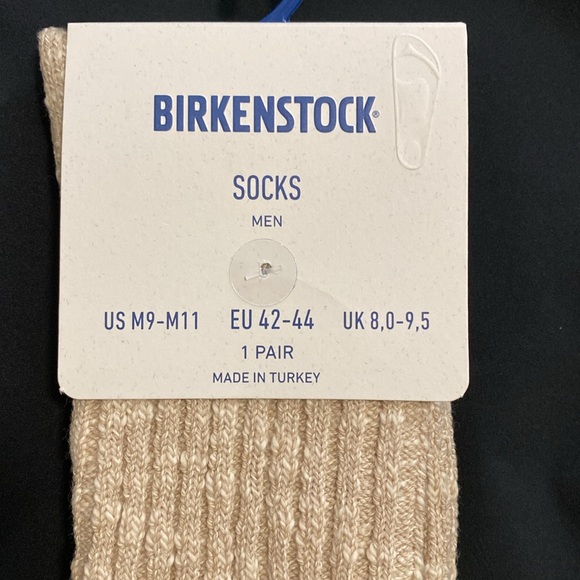 BIRKENSTOCK®
SOCKS
MEN
US M9-M11 EU 42-44 UK 8,0-9,5
1 PAIR
MADE IN TURKEY